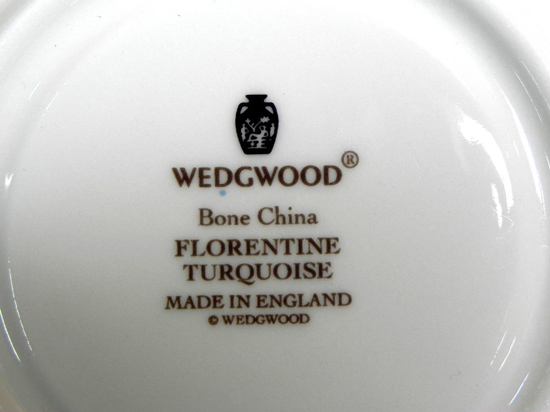 WEDGWOOD®
Bone China
FLORENTINE
TURQUOISE
MADE IN ENGLAND
© WEDGWOOD